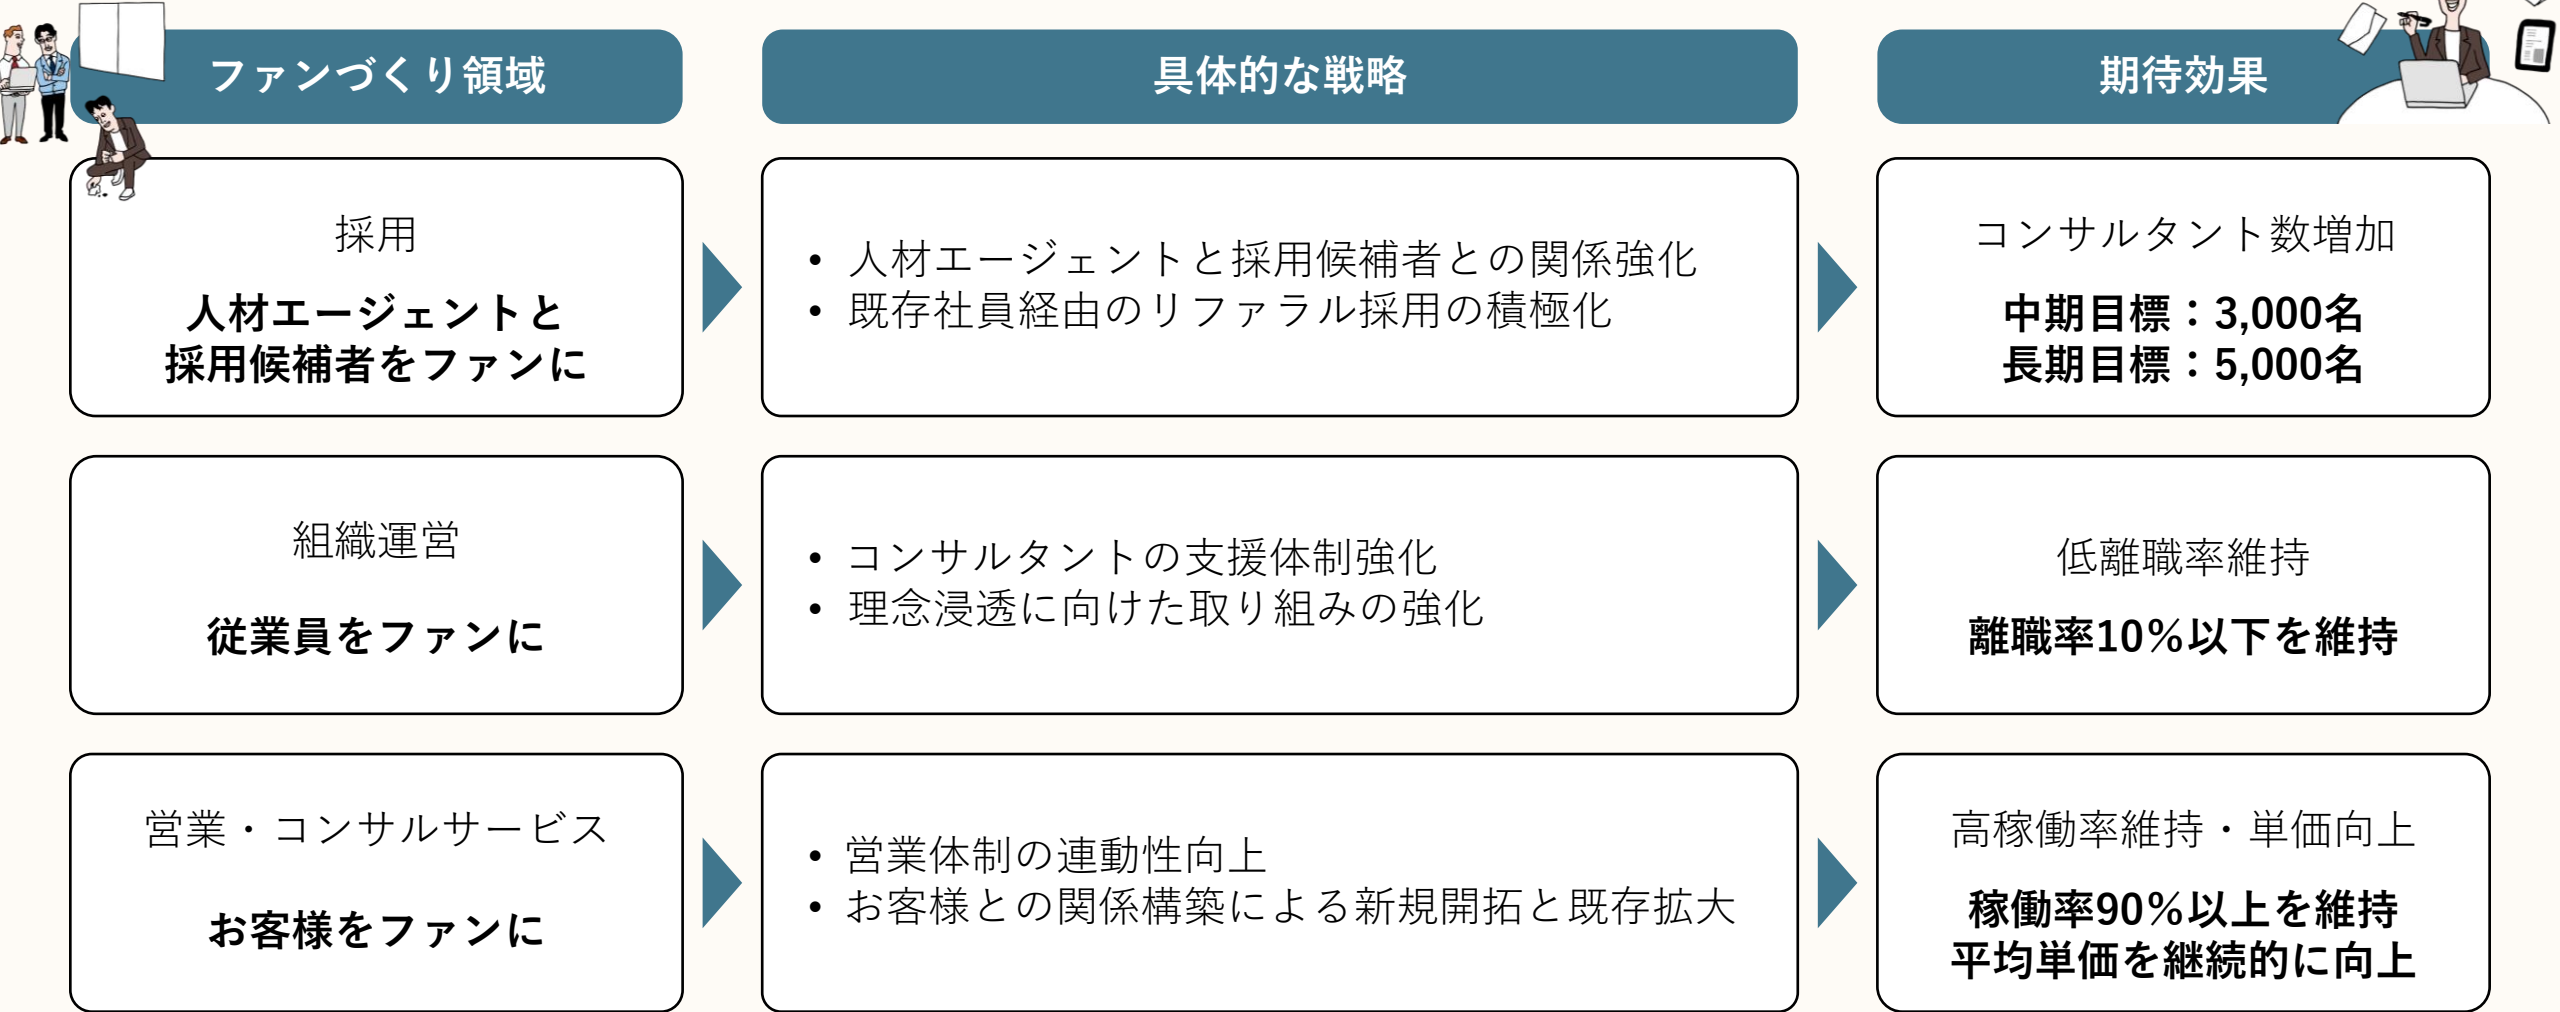 ファンづくり領域
具体的な戦略
期待効果
採用
人材エージェントと
採用候補者をファンに
• 人材エージェントと採用候補者との関係強化
• 既存社員経由のリファラル採用の積極化
コンサルタント数増加
中期目標：3,000名
長期目標：5,000名
組織運営
従業員をファンに
• コンサルタントの支援体制強化
• 理念浸透に向けた取り組みの強化
低離職率維持
離職率10％以下を維持
営業・コンサルサービス
お客様をファンに
• 営業体制の連動性向上
• お客様との関係構築による新規開拓と既存拡大
高稼働率維持・単価向上
稼働率90％以上を維持
平均単価を継続的に向上